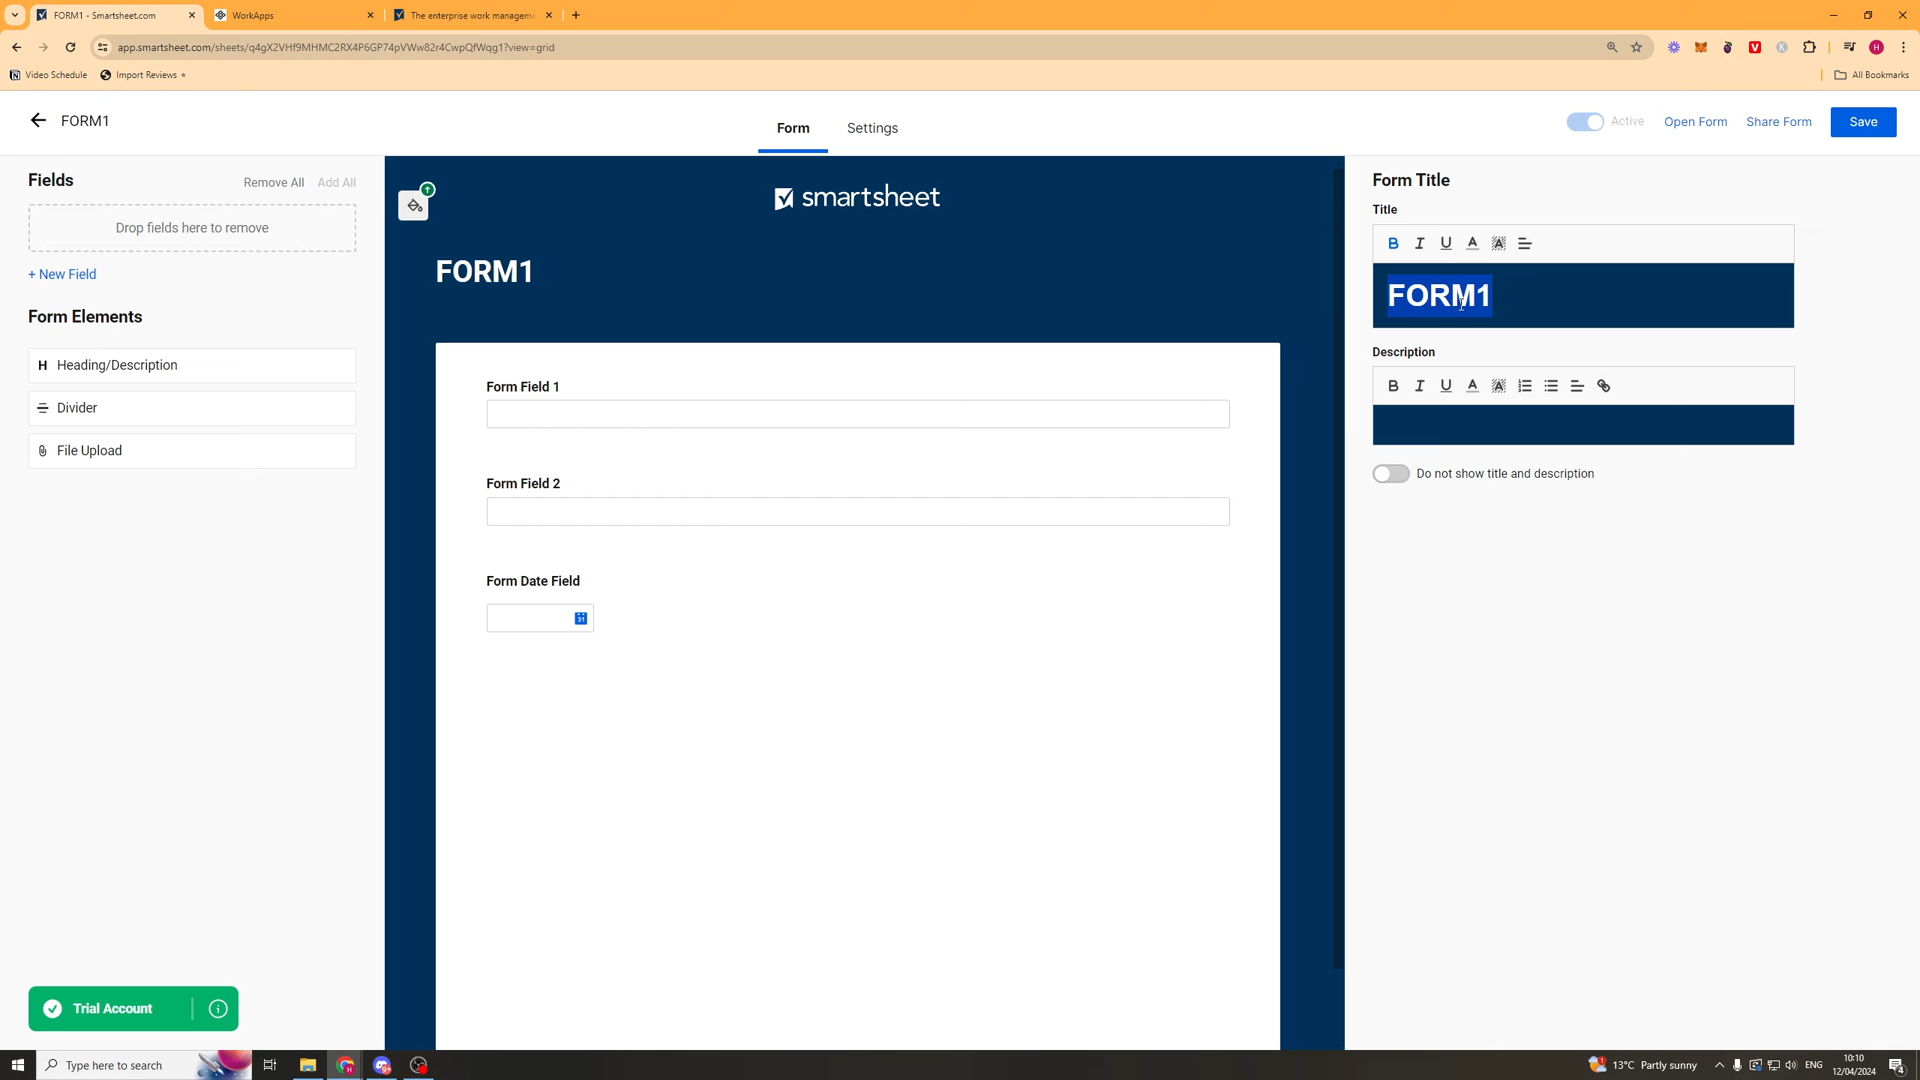 FORM1 - Smartsheet.com
WorkApps
The enterprise work managem
app.smartsheet.com/sheets/q4gX2VHf9MHMC2RX4P6GP74pVWw82r4CwpQfWqg1?view=grid
Video Schedule
Import Reviews
All Bookmarks
FORM1
Form
Settings
Active
Open Form
Share Form
Save
Fields
Remove All
Add All
Drop fields here to remove
+ New Field
Form Elements
H Heading/Description
Divider
File Upload
Trial Account
smartsheet
FORM1
Form Field 1
Form Field 2
Form Date Field
31
Form Title
Title
B I U A A
FORM1
Description
B I U A A
Do not show title and description
Type here to search
13°C Partly sunny
ENG
10:10
12/04/2024